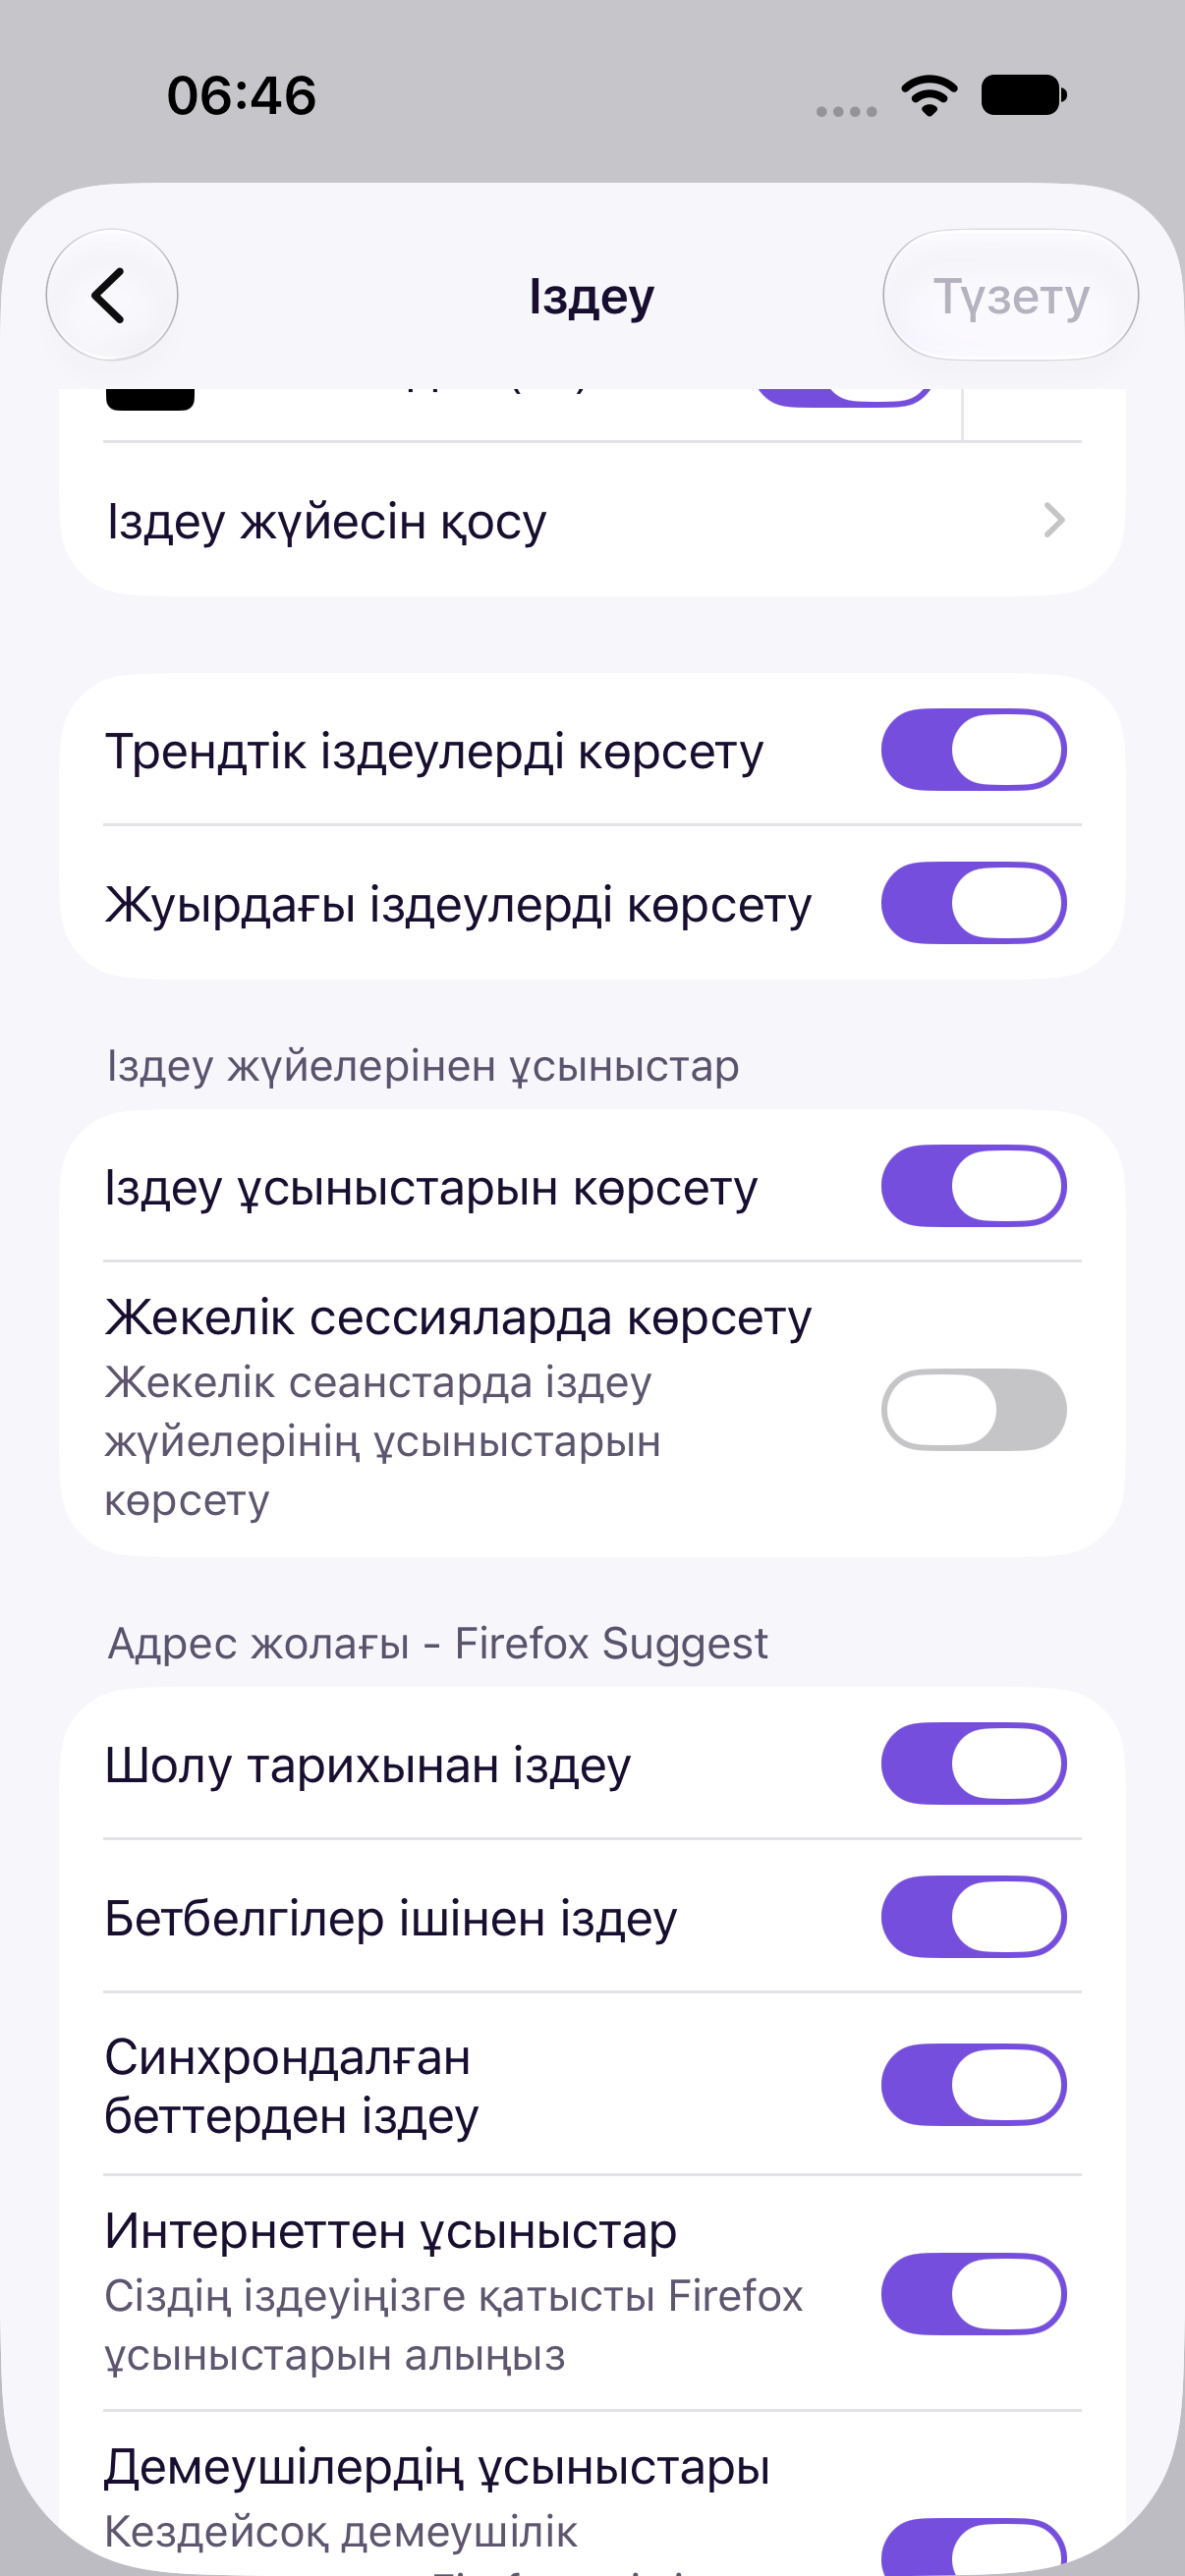 06:46
Іздеу
Түзету
Іздеу жүйесін қосу
Трендтік іздеулерді көрсету
Жуырдағы іздеулерді көрсету
Іздеу жүйелерінен ұсыныстар
Іздеу ұсыныстарын көрсету
Жекелік сессияларда көрсету
Жекелік сеанстарда іздеу
жүйелерінің ұсыныстарын
көрсету
Адрес жолағы - Firefox Suggest
Шолу тарихынан іздеу
Бетбелгілер ішінен іздеу
Синхрондалған
беттерден іздеу
Интернеттен ұсыныстар
Сіздің іздеуіңізге қатысты Firefox
ұсыныстарын алыңыз
Демеушілердің ұсыныстары
Кездейсоқ демеушілік